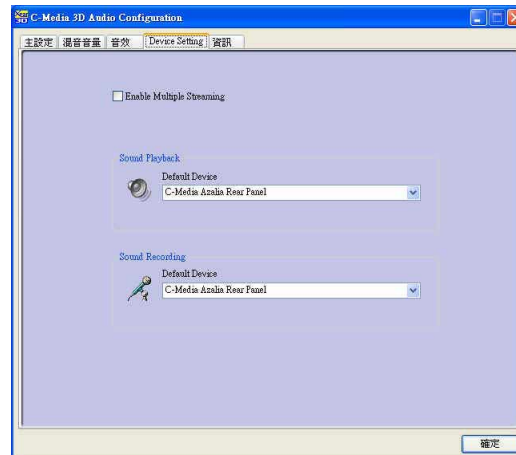 C-Media 3D Audio Configuration
主設定 混音音量 音效 Device Setting 資訊
Enable Multiple Streaming
Sound Playback
Default Device
C-Media Azalia Rear Panel
Sound Recording
Default Device
C-Media Azalia Rear Panel
確定